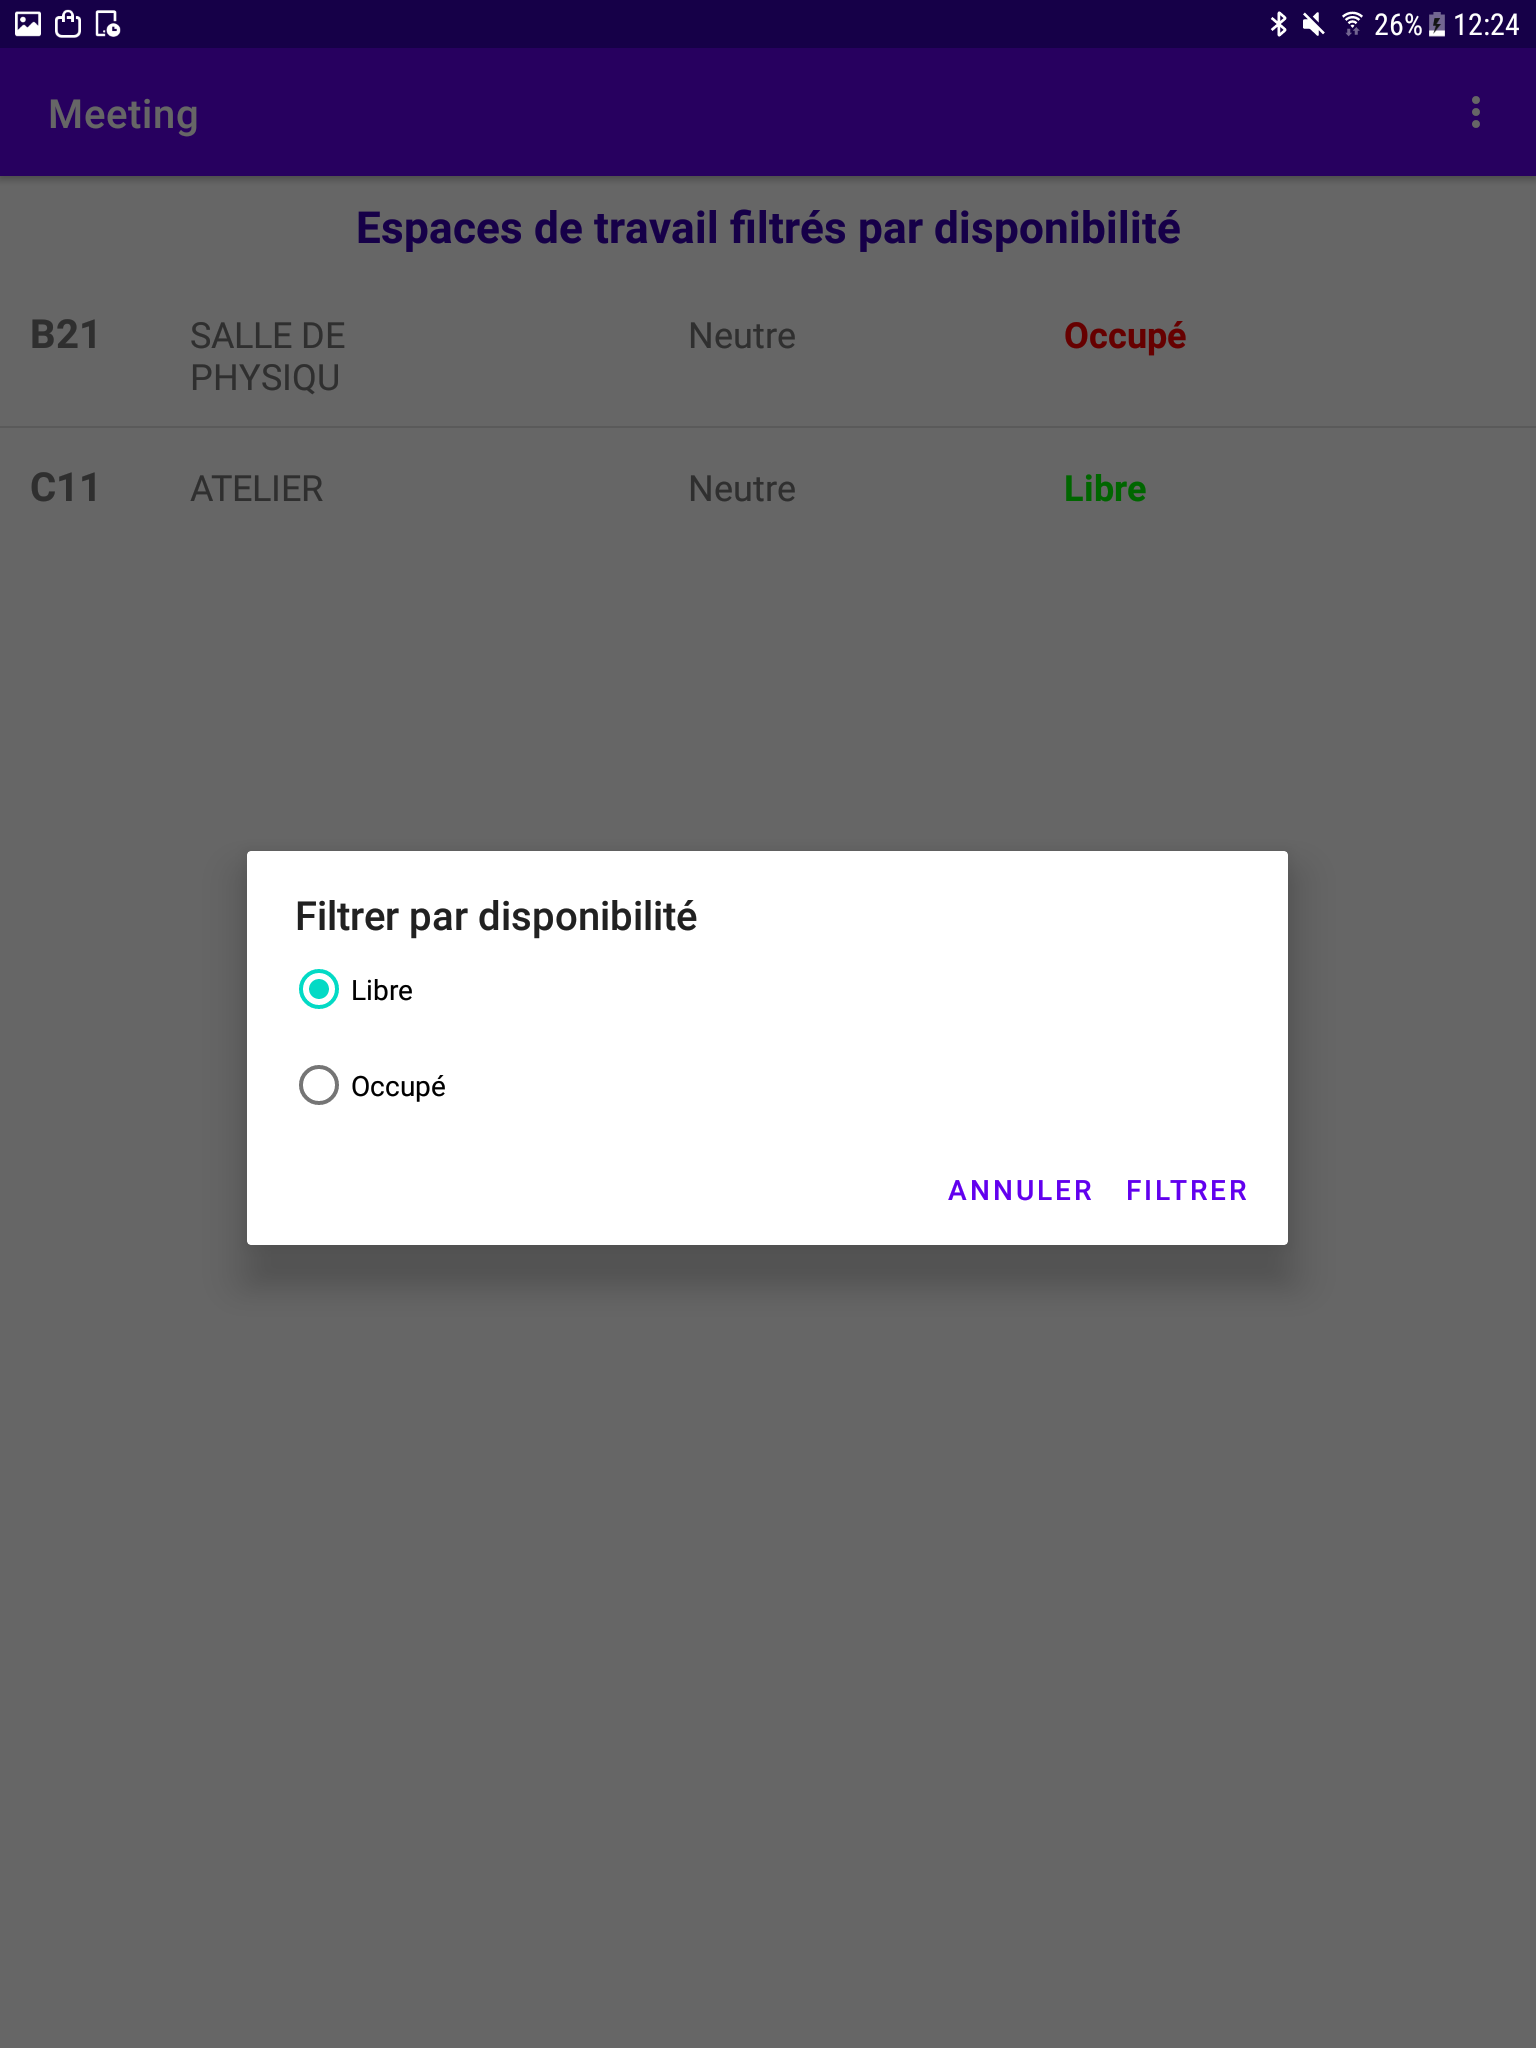 26% 12:24
Meeting
Espaces de travail filtrés par disponibilité
B21 SALLE DE Neutre Occupé
PHYSIQU
C11 ATELIER Neutre Libre
Filtrer par disponibilité
Libre
Occupé
ANNULER FILTRER